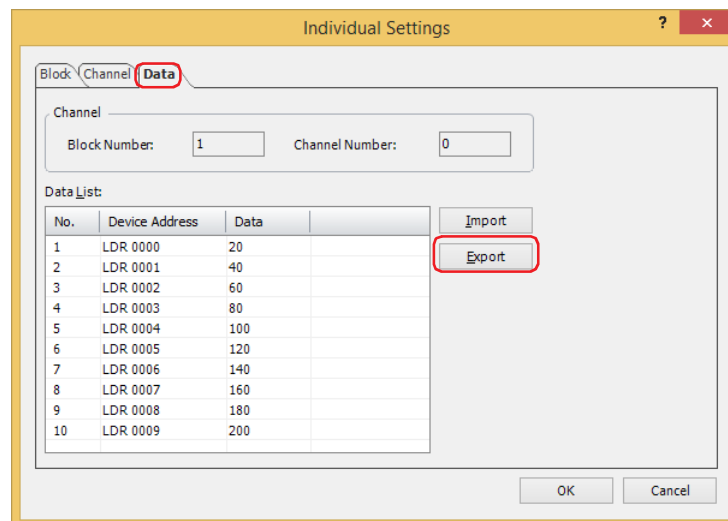 Individual Settings
? ×
Block Channel Data
Channel
Block Number: 1 Channel Number: 0
Data List:
No. Device Address Data
1 LDR 0000 20
2 LDR 0001 40
3 LDR 0002 60
4 LDR 0003 80
5 LDR 0004 100
6 LDR 0005 120
7 LDR 0006 140
8 LDR 0007 160
9 LDR 0008 180
10 LDR 0009 200
Import
Export
OK Cancel